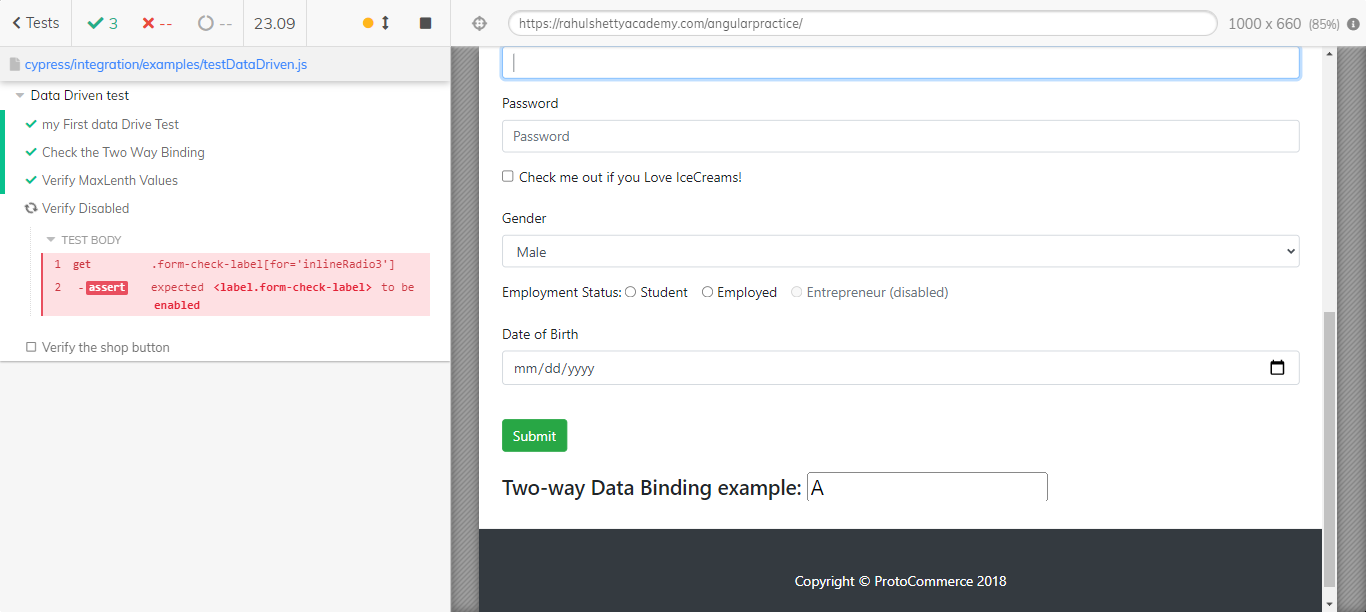 Tests 3 -- -- 23.09
https://rahulshettyacademy.com/angularpractice/ 1000 x 660 (85%)
cypress/integration/examples/testDataDriven.js
Data Driven test
my First data Drive Test
Check the Two Way Binding
Verify MaxLenth Values
Verify Disabled
TEST BODY
1 get .form-check-label[for='inlineRadio3']
2 -assert expected <label.form-check-label> to be
enabled
Verify the shop button
Password
Password
Check me out if you Love IceCreams!
Gender
Male
Employment Status: Student Employed Entrepreneur (disabled)
Date of Birth
mm/dd/yyyy
Submit
Two-way Data Binding example: A
Copyright © ProtoCommerce 2018